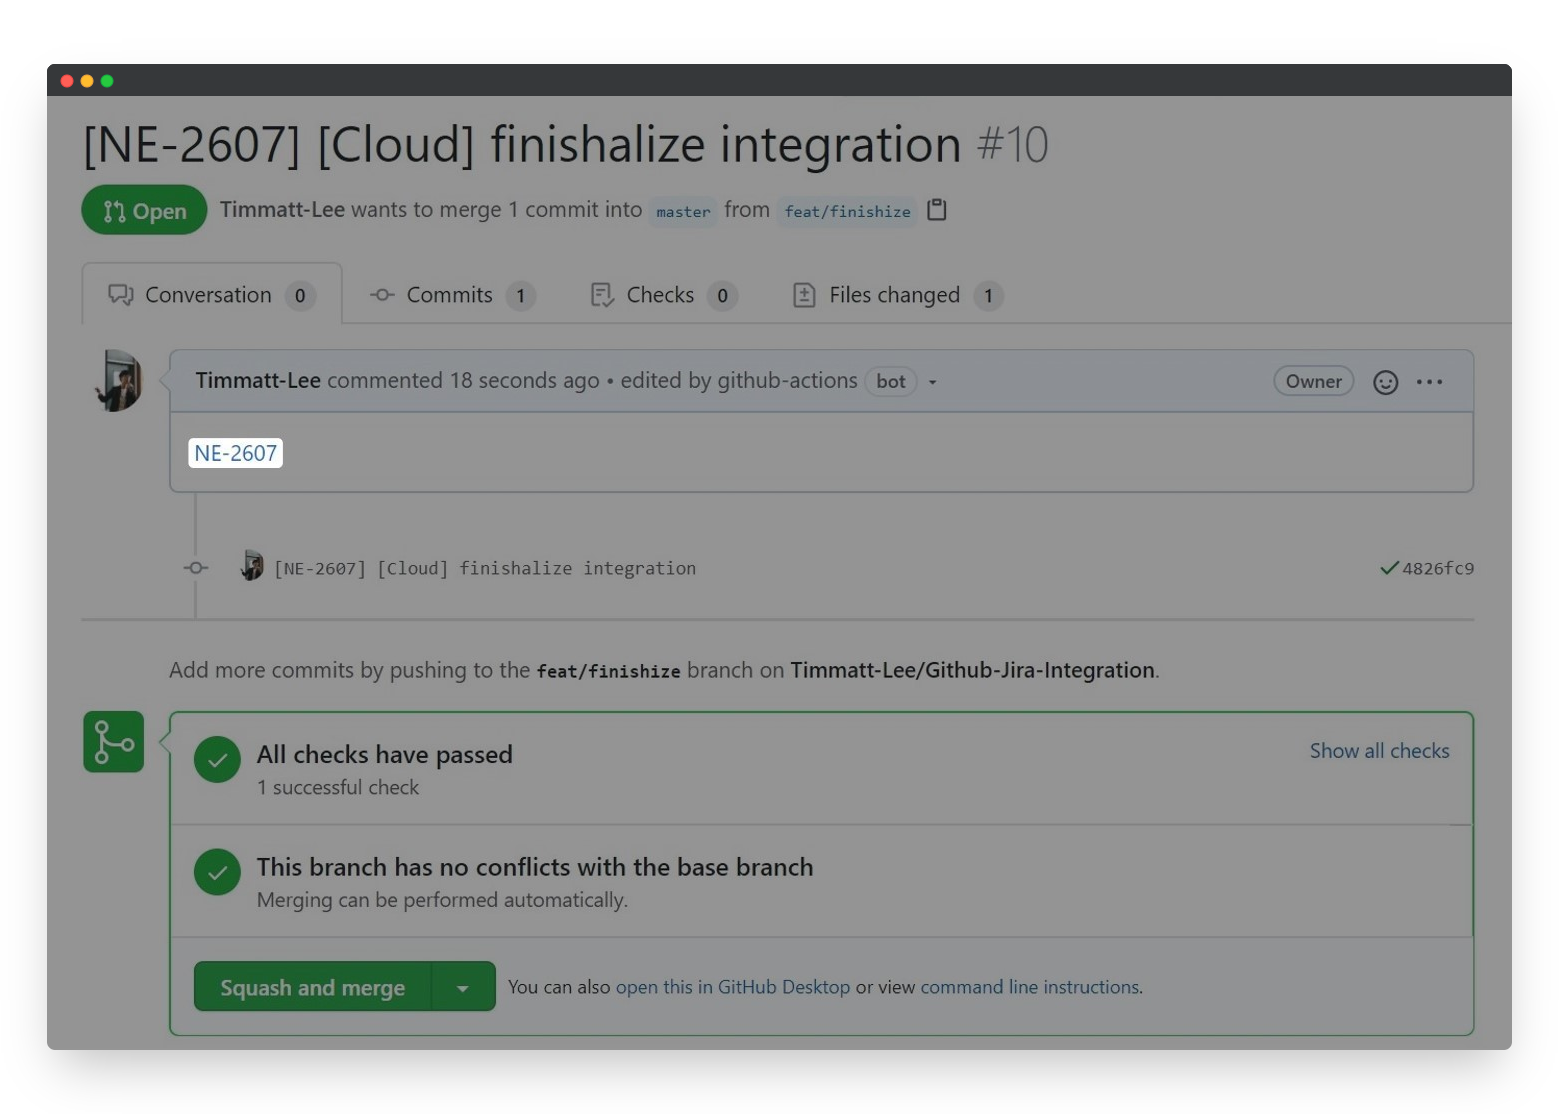 [NE-2607] [Cloud] finishalize integration #10
Open Timmatt-Lee wants to merge 1 commit into master from feat/finishize
Conversation 0 Commits 1 Checks 0 Files changed 1
Timmatt-Lee commented 18 seconds ago • edited by github-actions bot Owner
NE-2607
[NE-2607] [Cloud] finishalize integration 4826fc9
Add more commits by pushing to the feat/finishize branch on Timmatt-Lee/Github-Jira-Integration.
All checks have passed Show all checks
1 successful check
This branch has no conflicts with the base branch
Merging can be performed automatically.
Squash and merge You can also open this in GitHub Desktop or view command line instructions.